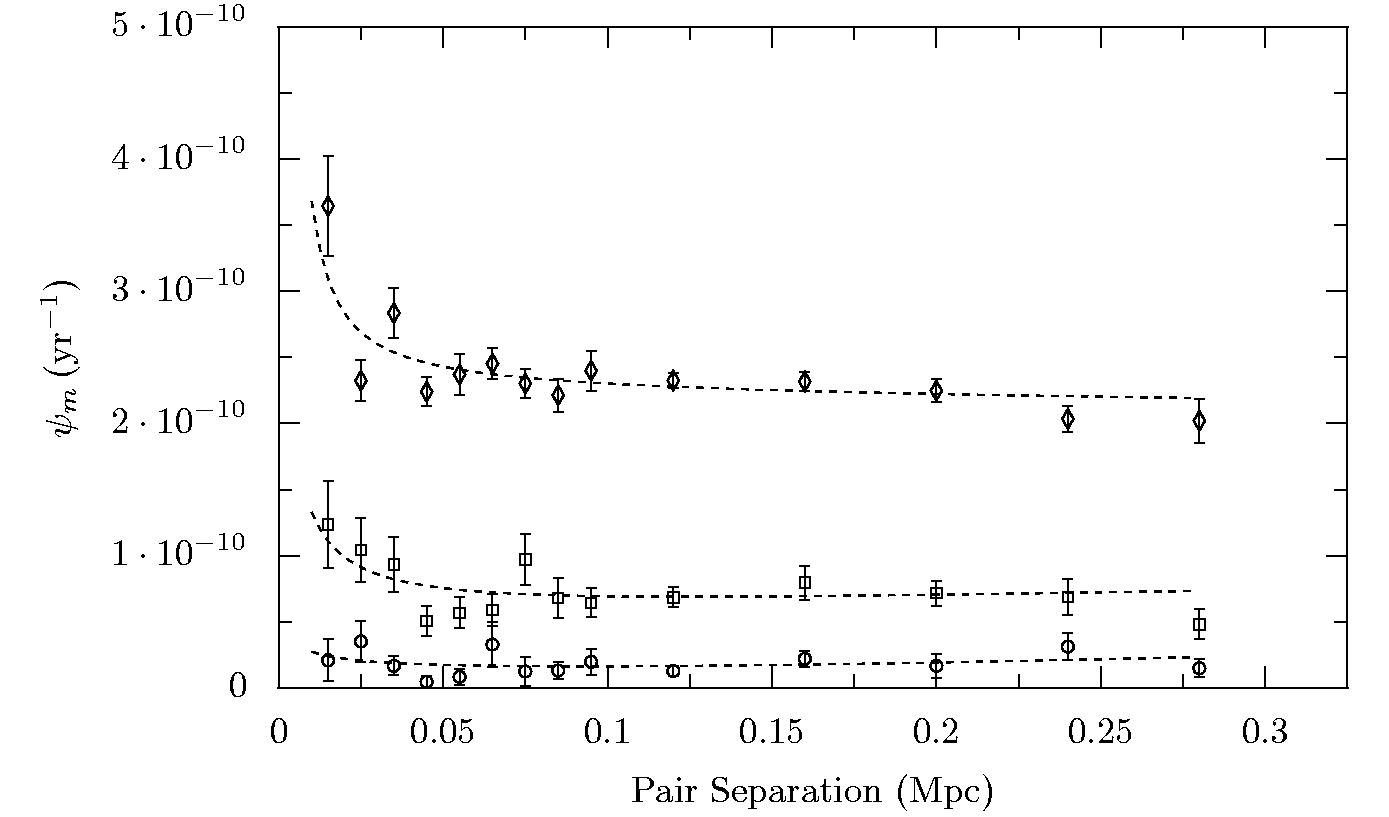 5 · 10⁻¹⁰
4 · 10⁻¹⁰
3 · 10⁻¹⁰
2 · 10⁻¹⁰
1 · 10⁻¹⁰
0
ψₘ (yr⁻¹)
0 0.05 0.1 0.15 0.2 0.25 0.3
Pair Separation (Mpc)